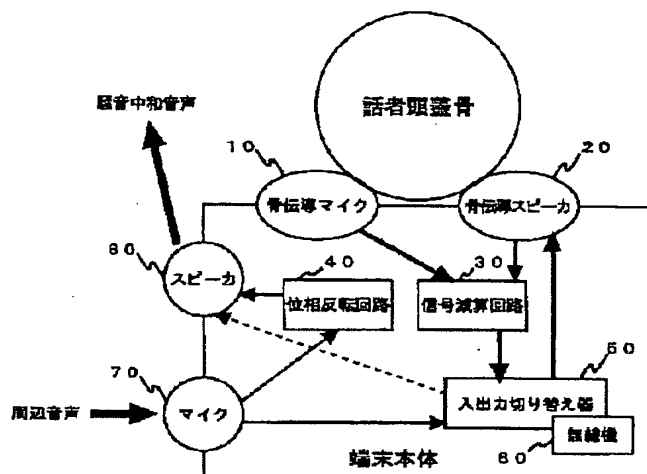 話者頭蓋骨
騒音中和音声
10
20
骨伝導マイク
骨伝導スピーカ
80
スピーカ
40
30
位相反転回路
信号減算回路
70
50
周辺音声
マイク
入出力切り替え器
無線機
60
端末本体